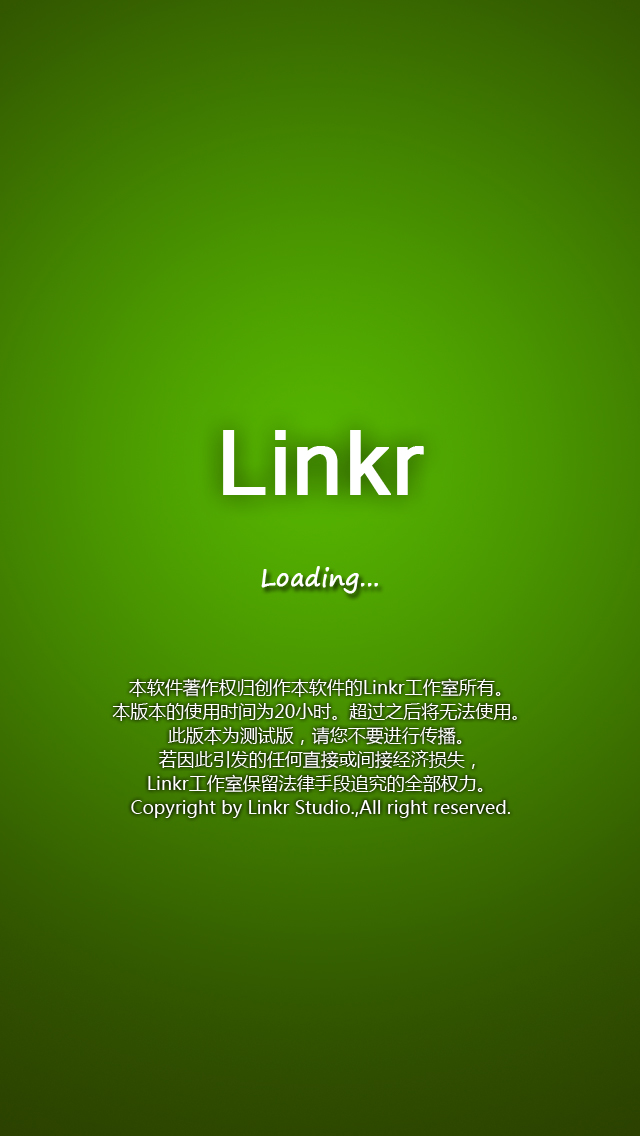 Linkr
Loading...
本软件著作权归创作本软件的Linkr工作室所有。
本版本的使用时间为20小时。超过之后将无法使用。
此版本为测试版，请您不要进行传播。
若因此引发的任何直接或间接经济损失，
Linkr工作室保留法律手段追究的全部权力。
Copyright by Linkr Studio.,All right reserved.